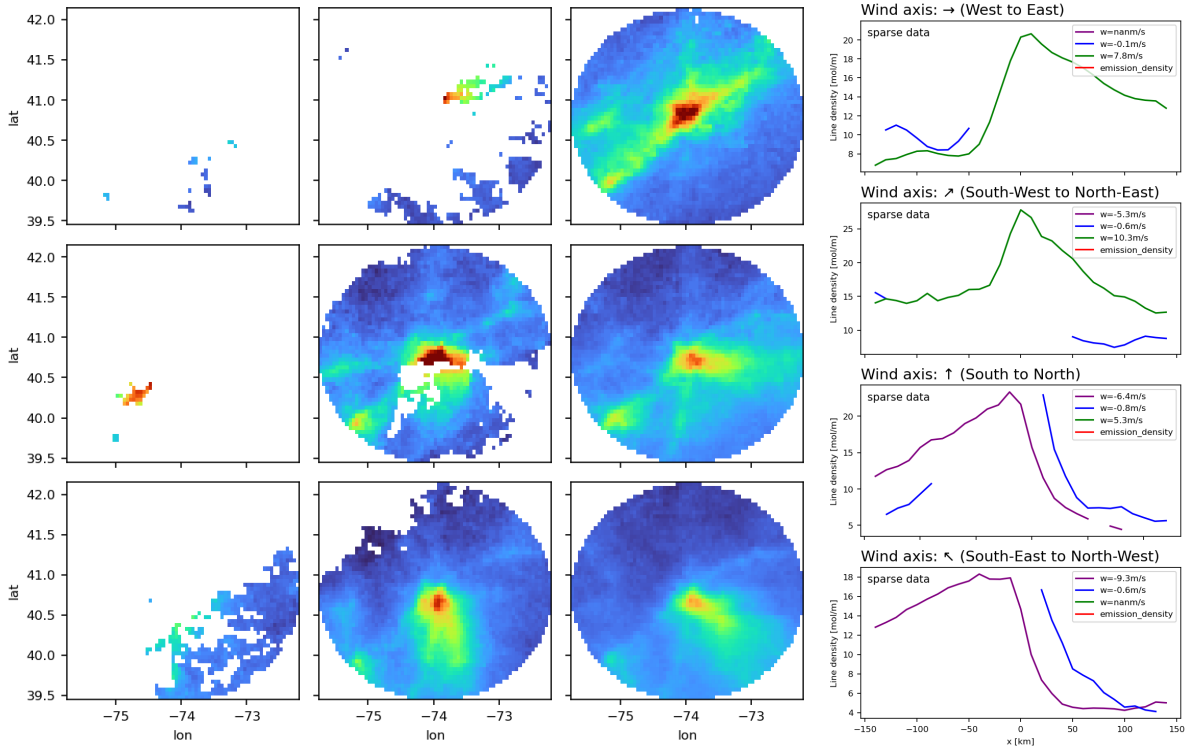 42.0
41.5
41.0
40.5
40.0
39.5
lat
42.0
41.5
41.0
40.5
40.0
39.5
lat
42.0
41.5
41.0
40.5
40.0
39.5
lat
−75 −74 −73
lon
−75 −74 −73
lon
−75 −74 −73
lon
Wind axis: → (West to East)
sparse data
w=nanm/s
w=-0.1m/s
w=7.8m/s
emission_density
Line density [mol/m]
20
18
16
14
12
10
8
Wind axis: ↗ (South-West to North-East)
sparse data
w=-5.3m/s
w=-0.6m/s
w=10.3m/s
emission_density
Line density [mol/m]
25
20
15
10
Wind axis: ↑ (South to North)
sparse data
w=-6.4m/s
w=-0.8m/s
w=5.3m/s
emission_density
Line density [mol/m]
20
15
10
5
Wind axis: ↖ (South-East to North-West)
sparse data
w=-9.3m/s
w=-0.6m/s
w=nanm/s
emission_density
Line density [mol/m]
18
16
14
12
10
8
6
4
−150 −100 −50 0 50 100 150
x [km]